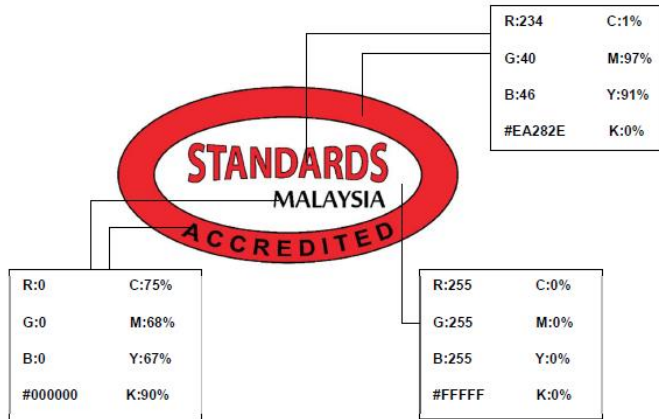 R:234 C:1%
G:40 M:97%
B:46 Y:91%
#EA282E K:0%
STANDARDS
MALAYSIA
ACCREDITED
R:0 C:75%
G:0 M:68%
B:0 Y:67%
#000000 K:90%
R:255 C:0%
G:255 M:0%
B:255 Y:0%
#FFFFF K:0%